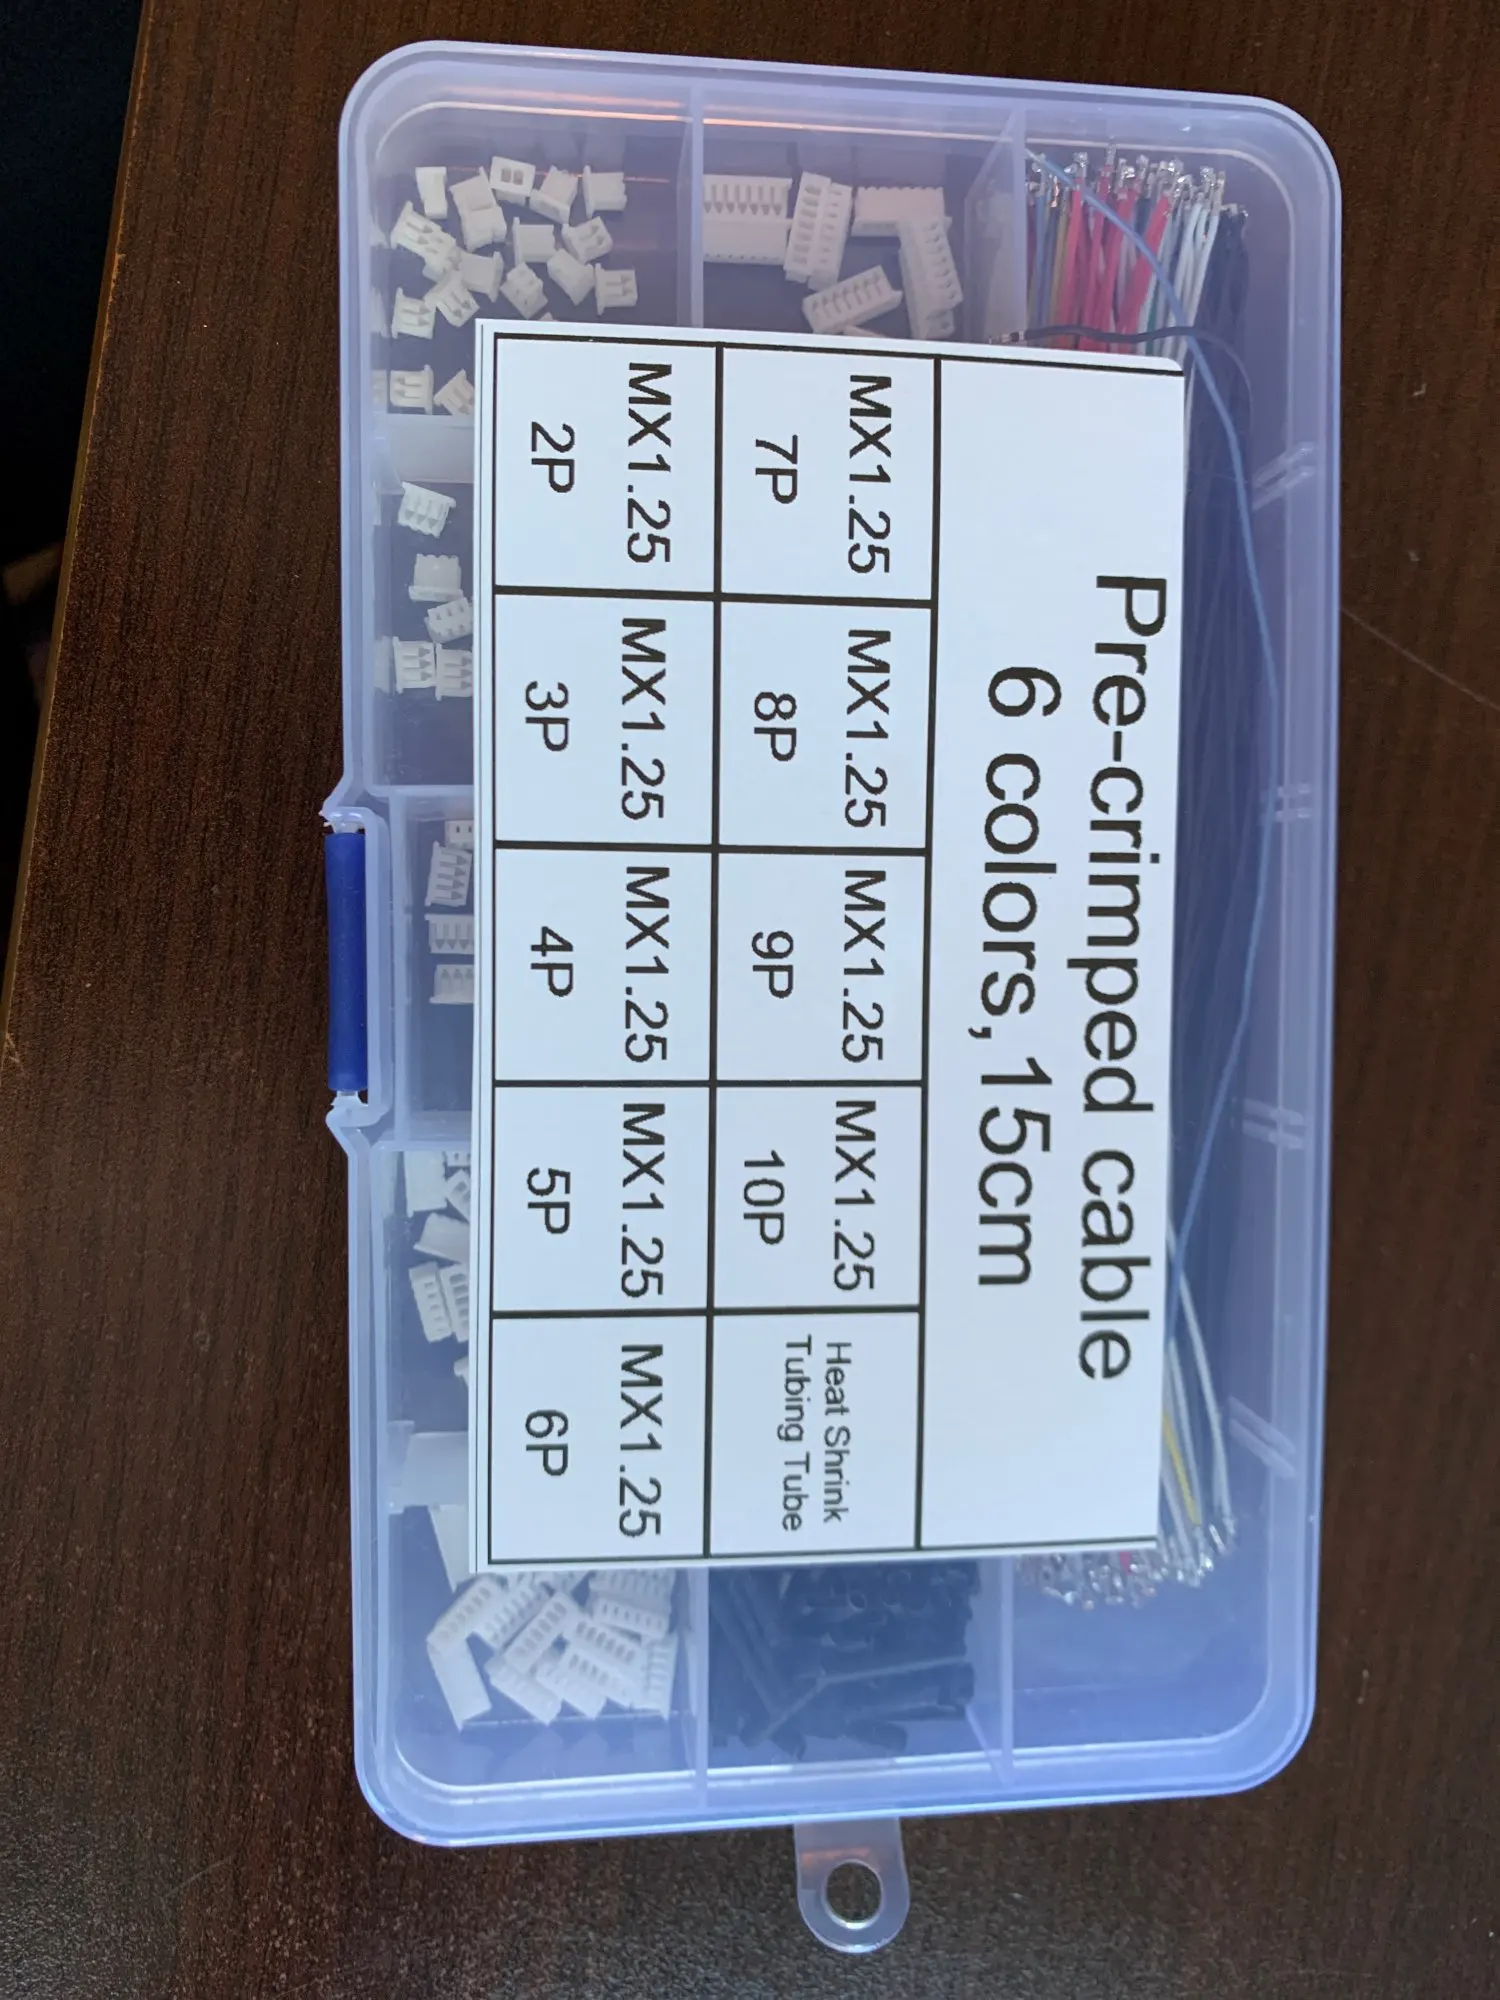 Pre-crimped cable
6 colors,15cm
MX1.25
7P
MX1.25
8P
MX1.25
9P
MX1.25
10P
Heat Shrink
Tubing Tube
MX1.25
2P
MX1.25
3P
MX1.25
4P
MX1.25
5P
MX1.25
6P